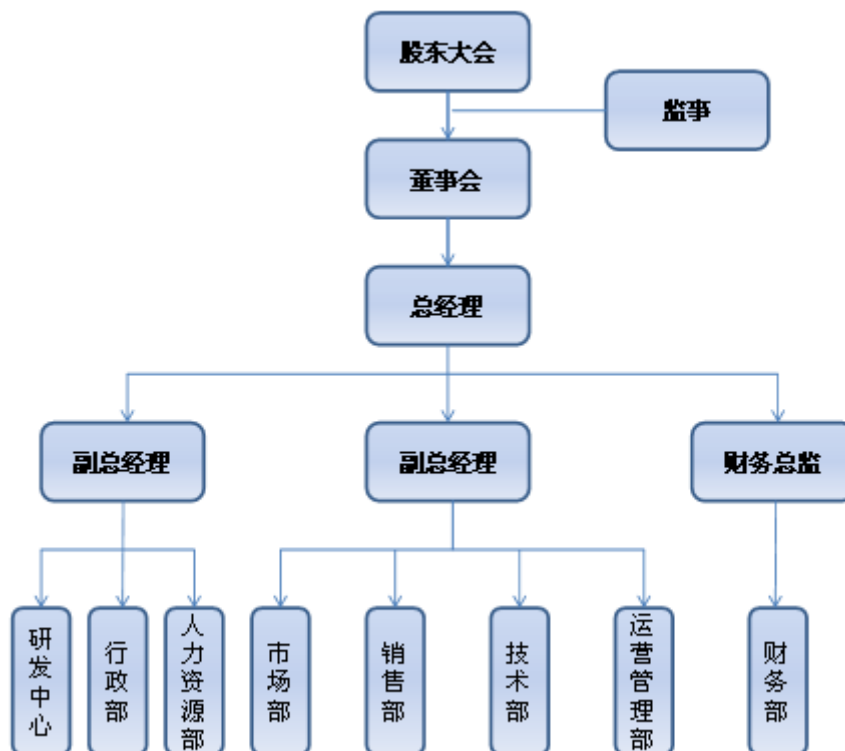 股东大会
监事
董事会
总经理
副总经理
副总经理
财务总监
研发中心
行政部
人力资源部
市场部
销售部
技术部
运营管理部
财务部